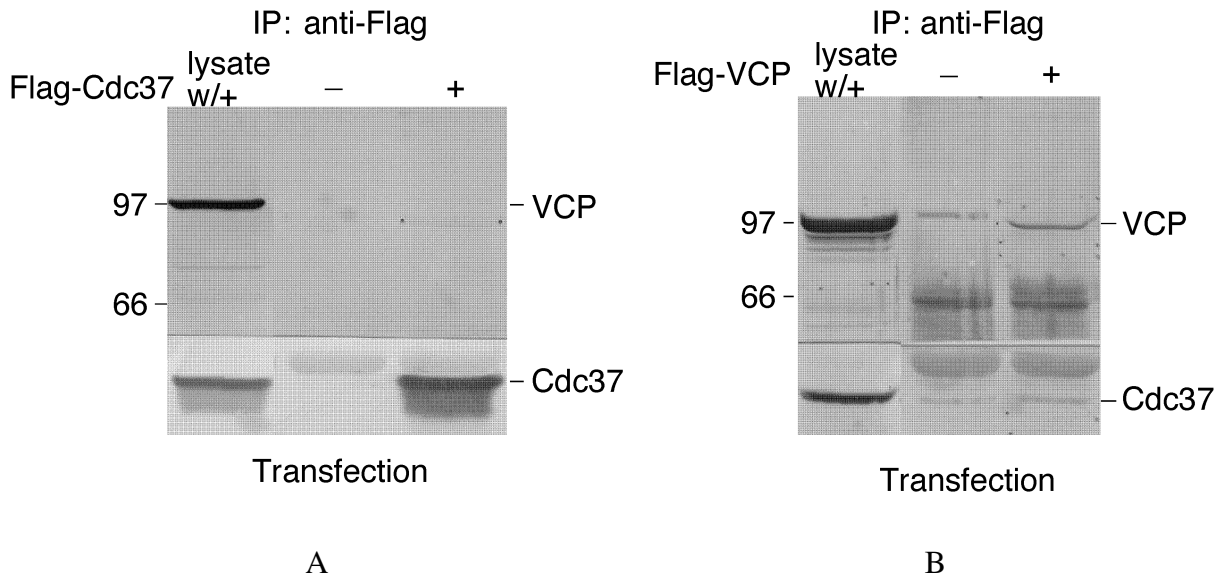 IP: anti-Flag
Flag-Cdc37 lysate w/+ – +
97 – – VCP
66 –
– Cdc37
Transfection
A
IP: anti-Flag
Flag-VCP lysate w/+ – +
97 – – VCP
66 –
– Cdc37
Transfection
B